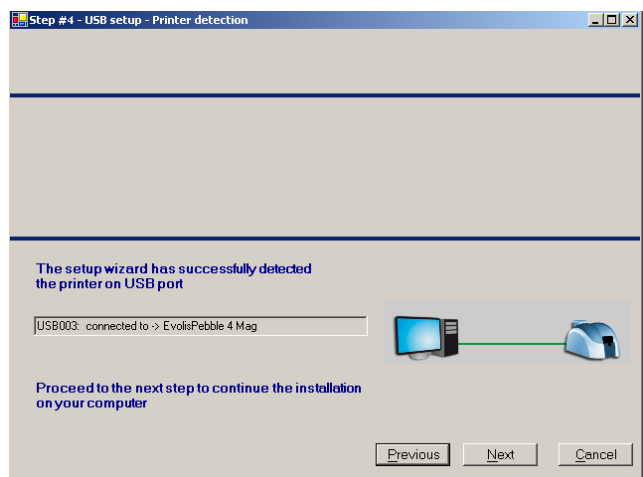 Step #4 - USB setup - Printer detection
The setup wizard has successfully detected
the printer on USB port
USB003: connected to -> EvolisPebble 4 Mag
Proceed to the next step to continue the installation
on your computer
Previous Next Cancel